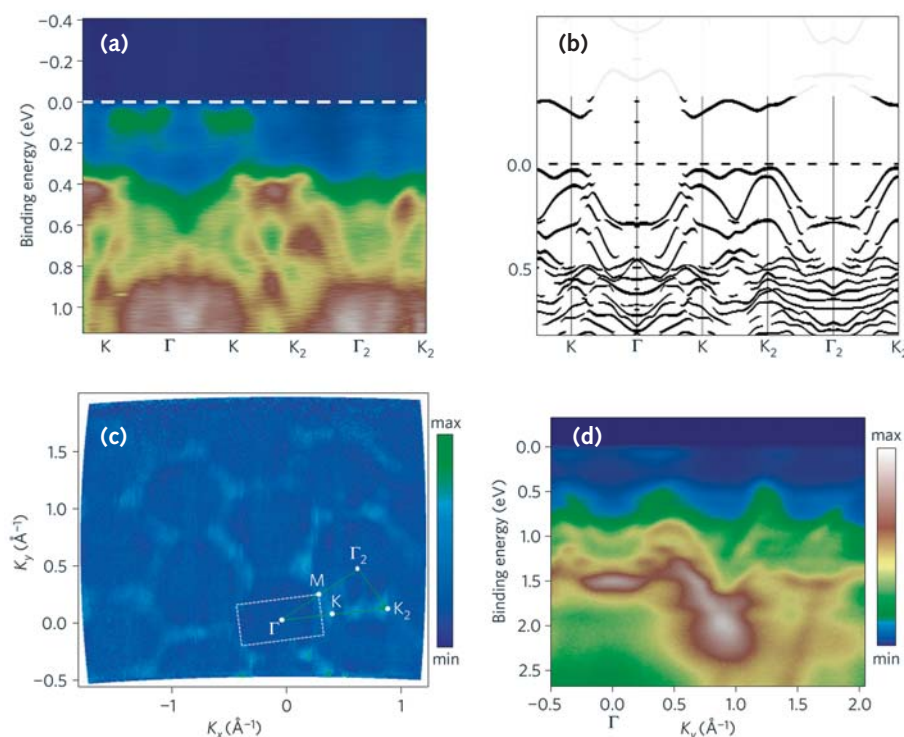 (a)
−0.4
−0.2
0.0
0.2
0.4
0.6
0.8
1.0
Binding energy (eV)
K Γ K K₂ Γ₂ K₂
(b)
0.0
0.5
K Γ K K₂ Γ₂ K₂
(c)
1.5
1.0
0.5
0.0
−0.5
Ky (Å⁻¹)
Γ₂
M
K
K₂
Γ
−1 0 1
Kx (Å⁻¹)
max
min
(d)
0.0
0.5
1.0
1.5
2.0
2.5
Binding energy (eV)
−0.5 0.0 0.5 1.0 1.5 2.0
Γ
Ky (Å⁻¹)
max
min